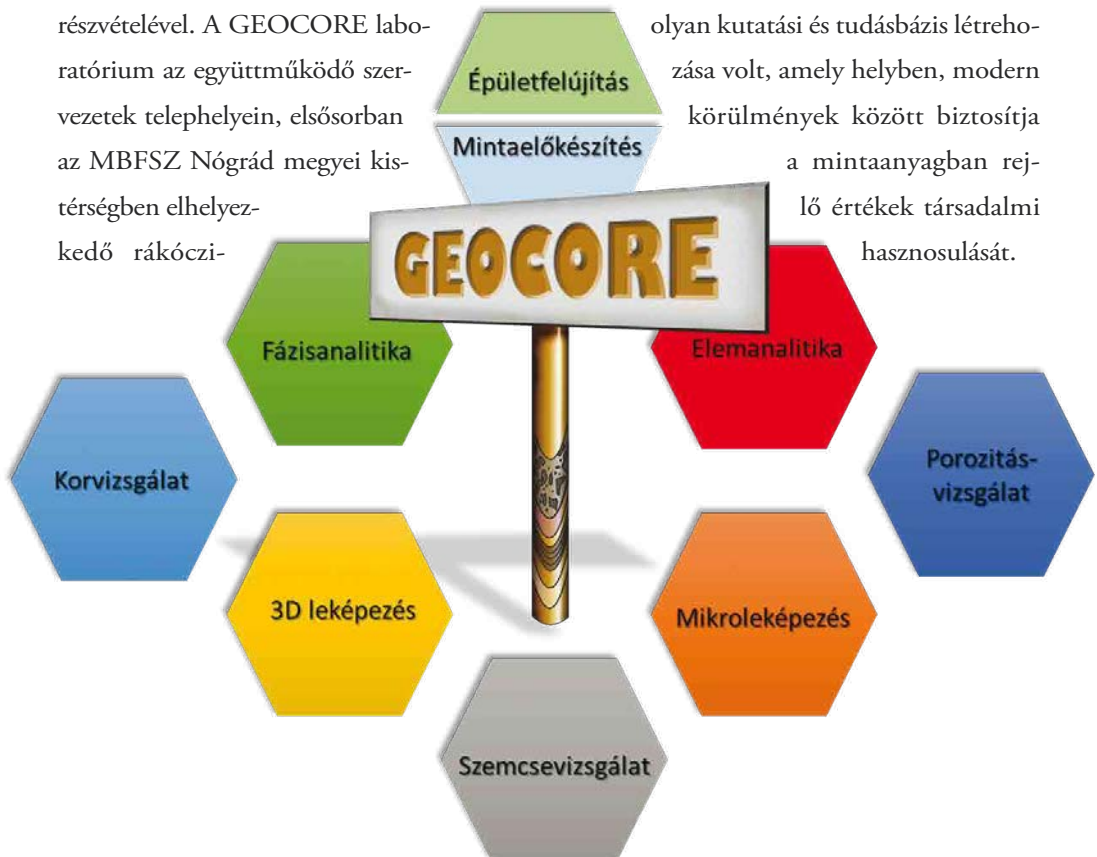 részvételével. A GEOCORE labo-
ratórium az együttműködő szer-
vezetek telephelyein, elsősorban
az MBFSZ Nógrád megyei kis-
térségben elhelyez-
kedő rákóczi-
olyan kutatási és tudásbázis létreho-
zása volt, amely helyben, modern
körülmények között biztosítja
a mintaanyagban rej-
lő értékek társadalmi
hasznosulását.
Épületfelújítás
Mintaelőkészítés
GEOCORE
Fázisanalitika
Elemanalitika
Korvizsgálat
Porozitás-
vizsgálat
3D leképezés
Mikroleképezés
Szemcsevizsgálat